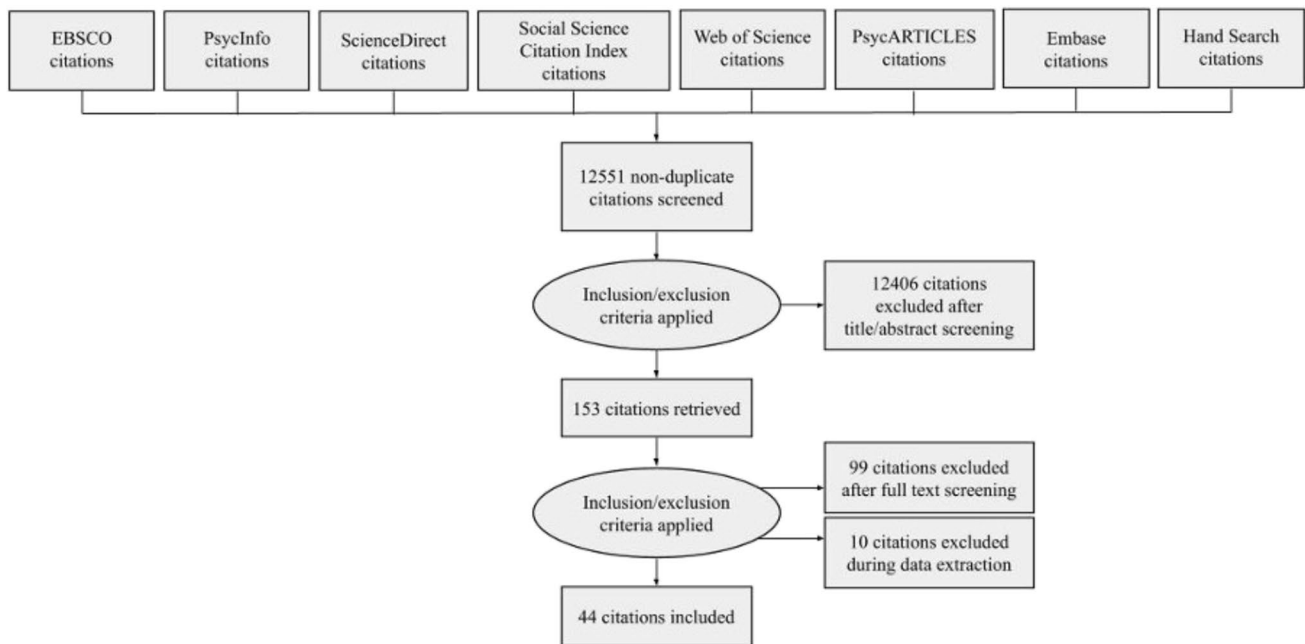 EBSCO
citations
PsycInfo
citations
ScienceDirect
citations
Social Science
Citation Index
citations
Web of Science
citations
PsycARTICLES
citations
Embase
citations
Hand Search
citations
12551 non-duplicate
citations screened
Inclusion/exclusion
criteria applied
12406 citations
excluded after
title/abstract screening
153 citations retrieved
Inclusion/exclusion
criteria applied
99 citations excluded
after full text screening
10 citations excluded
during data extraction
44 citations included